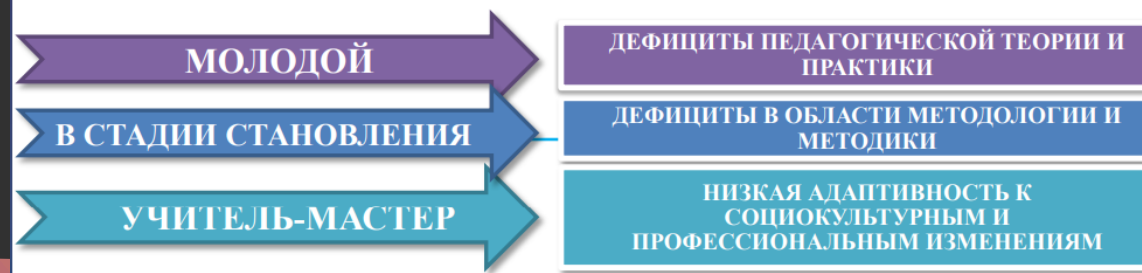 МОЛОДОЙ
ДЕФИЦИТЫ ПЕДАГОГИЧЕСКОЙ ТЕОРИИ И
ПРАКТИКИ
В СТАДИИ СТАНОВЛЕНИЯ
ДЕФИЦИТЫ В ОБЛАСТИ МЕТОДОЛОГИИ И
МЕТОДИКИ
УЧИТЕЛЬ-МАСТЕР
НИЗКАЯ АДАПТИВНОСТЬ К
СОЦИОКУЛЬТУРНЫМ И
ПРОФЕССИОНАЛЬНЫМ ИЗМЕНЕНИЯМ